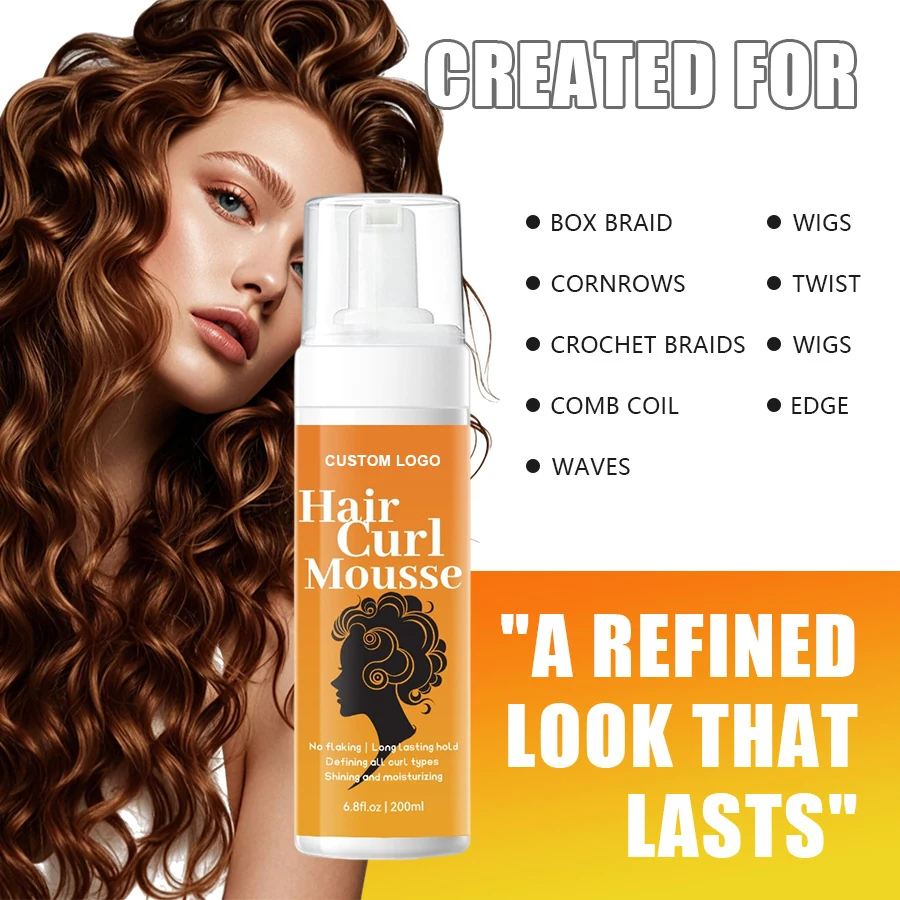 CREATED FOR
● BOX BRAID
● CORNROWS
● CROCHET BRAIDS
● COMB COIL
● WAVES
● WIGS
● TWIST
● WIGS
● EDGE
CUSTOM LOGO
Hair
Curl
Mousse
No flaking | Long lasting hold
Defining all curl types
Shining and moisturizing
6.8fl.oz | 200ml
"A REFINED
LOOK THAT
LASTS"